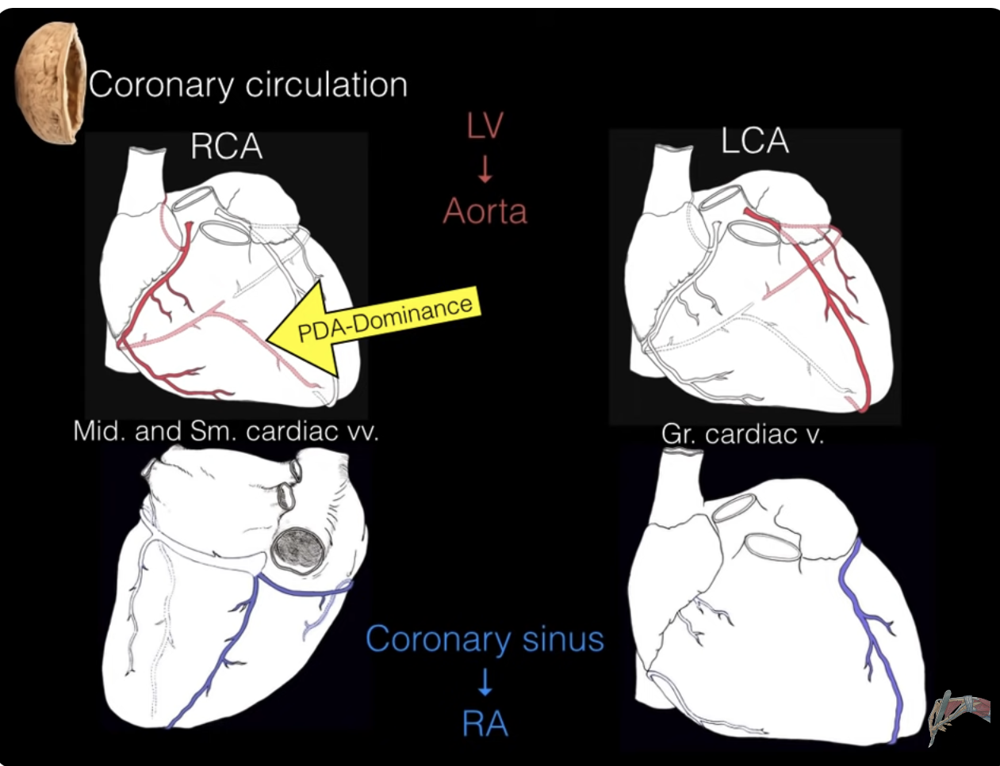 Coronary circulation
RCA
LV
↓
Aorta
LCA
PDA-Dominance
Mid. and Sm. cardiac vv.
Gr. cardiac v.
Coronary sinus
↓
RA